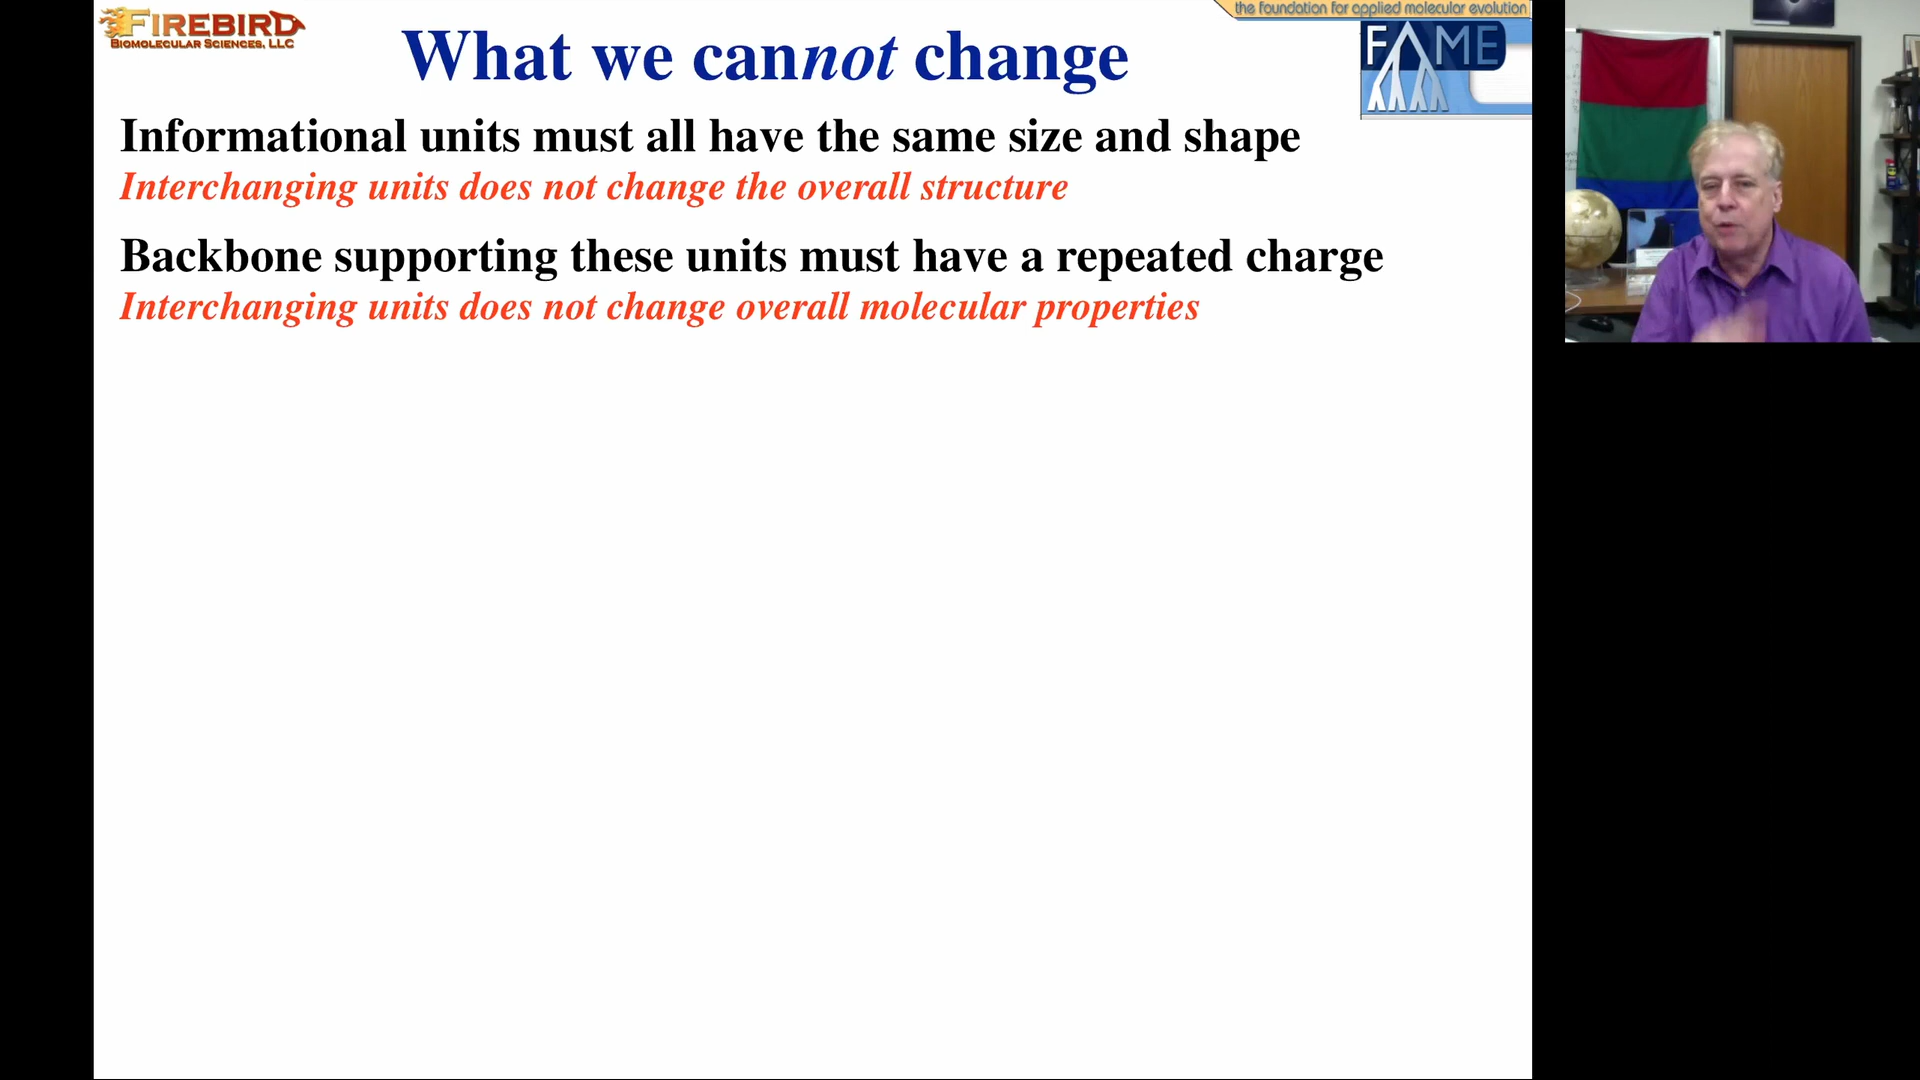 FIREBIRD
BIOMOLECULAR SCIENCES, LLC
the foundation for applied molecular evolution
FAME
What we cannot change
Informational units must all have the same size and shape
Interchanging units does not change the overall structure
Backbone supporting these units must have a repeated charge
Interchanging units does not change overall molecular properties